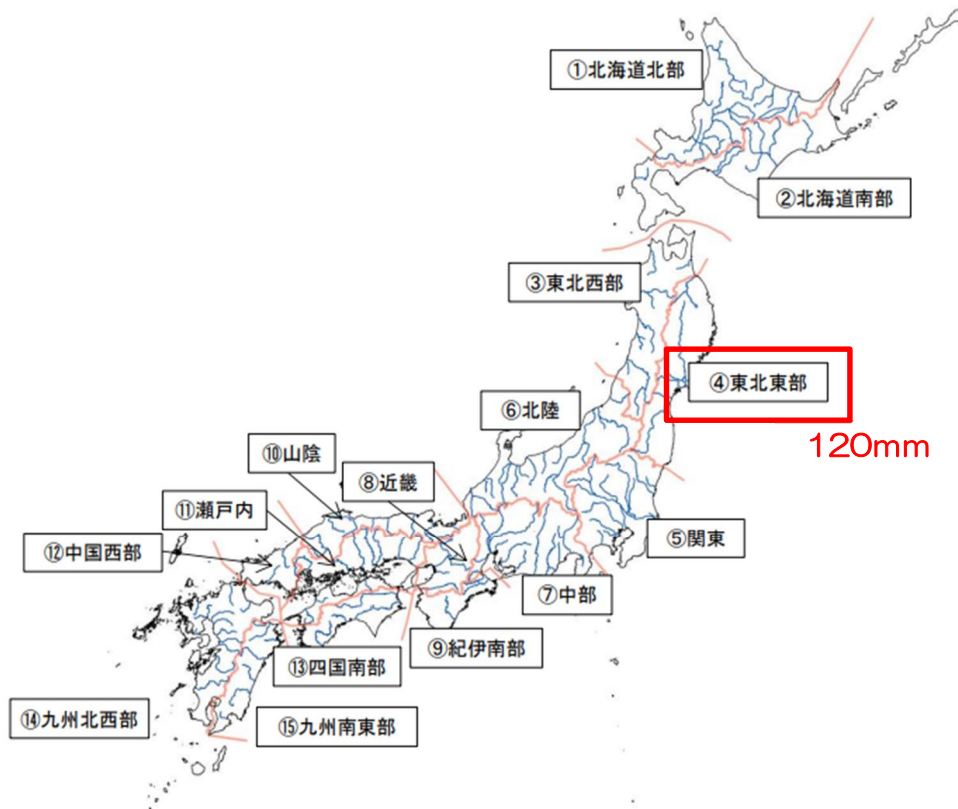 ①北海道北部
②北海道南部
③東北西部
④東北東部
120mm
⑥北陸
⑩山陰
⑧近畿
⑪瀬戸内
⑤関東
⑫中国西部
⑦中部
⑨紀伊南部
⑬四国南部
⑭九州北西部
⑮九州南東部